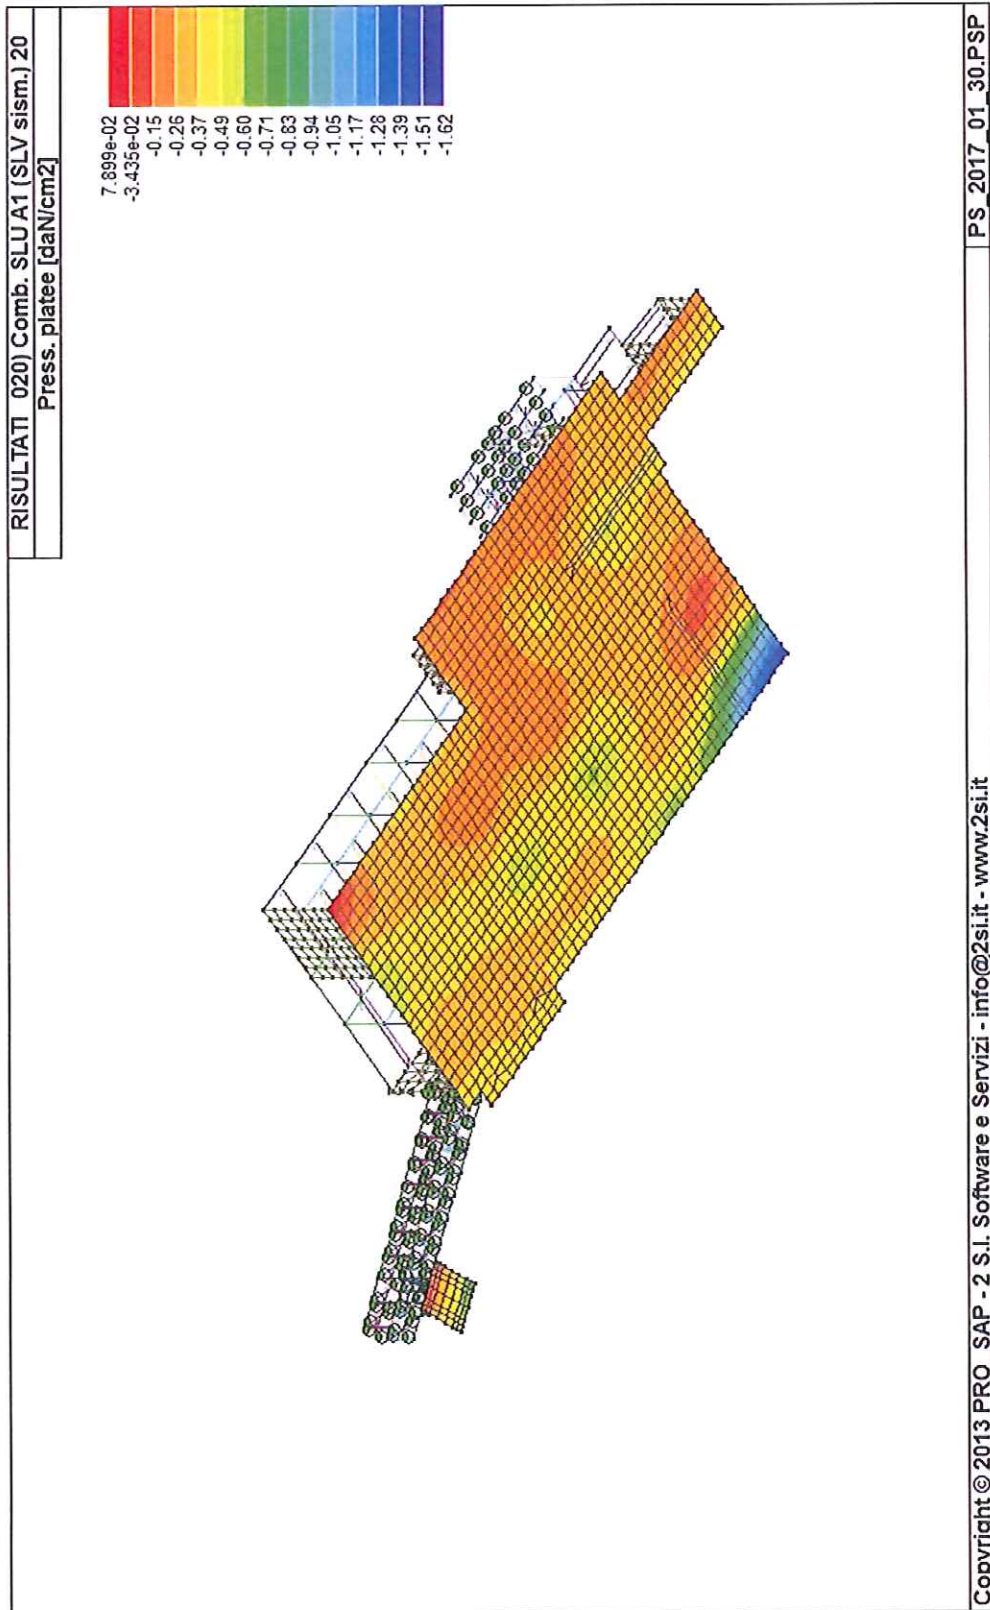 RISULTATI 020) Comb. SLU A1 (SLV sism.) 20
Press. platee [daN/cm2]
7.899e-02
-3.435e-02
-0.15
-0.26
-0.37
-0.49
-0.60
-0.71
-0.83
-0.94
-1.05
-1.17
-1.28
-1.39
-1.51
-1.62
Copyright © 2013 PRO_SAP - 2 S.I. Software e Servizi - info@2si.it - www.2si.it
PS_2017_01_30.PSP